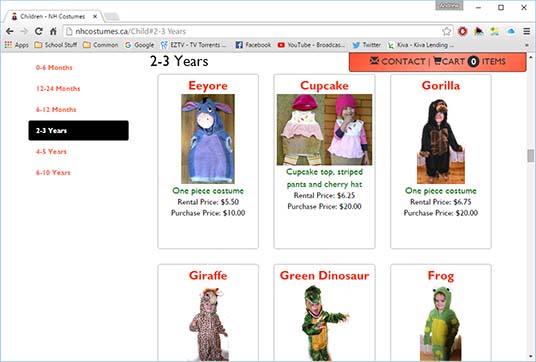 Andrew
Children - NH Costumes
nhcostumes.ca/Child#2-3 Years
Apps School Stuff Common Other EZTV - TV Torrents ... Facebook YouTube - Broadcas... Twitter Kiva - Kiva Lending ...
CONTACT | CART 0 ITEMS
0-6 Months
12-24 Months
6-12 Months
2-3 Years
4-5 Years
6-10 Years
2-3 Years
Eeyore
One piece costume
Rental Price: $5.50
Purchase Price: $10.00
Cupcake
Cupcake top, striped
pants and cherry hat
Rental Price: $6.25
Purchase Price: $20.00
Gorilla
One piece costume
Rental Price: $6.75
Purchase Price: $20.00
Giraffe
Green Dinosaur
Frog